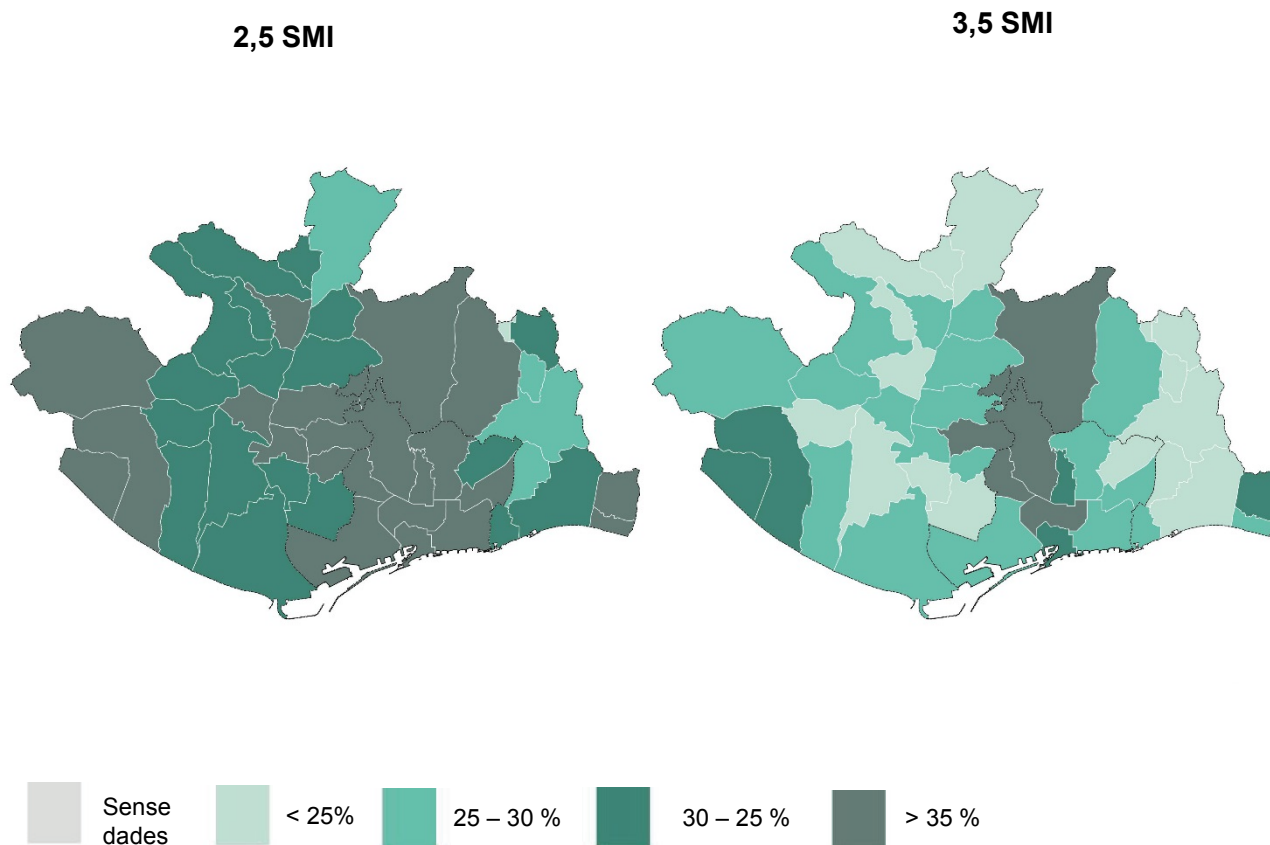 2,5 SMI
3,5 SMI
Sense
dades
< 25%
25 – 30 %
30 – 25 %
> 35 %